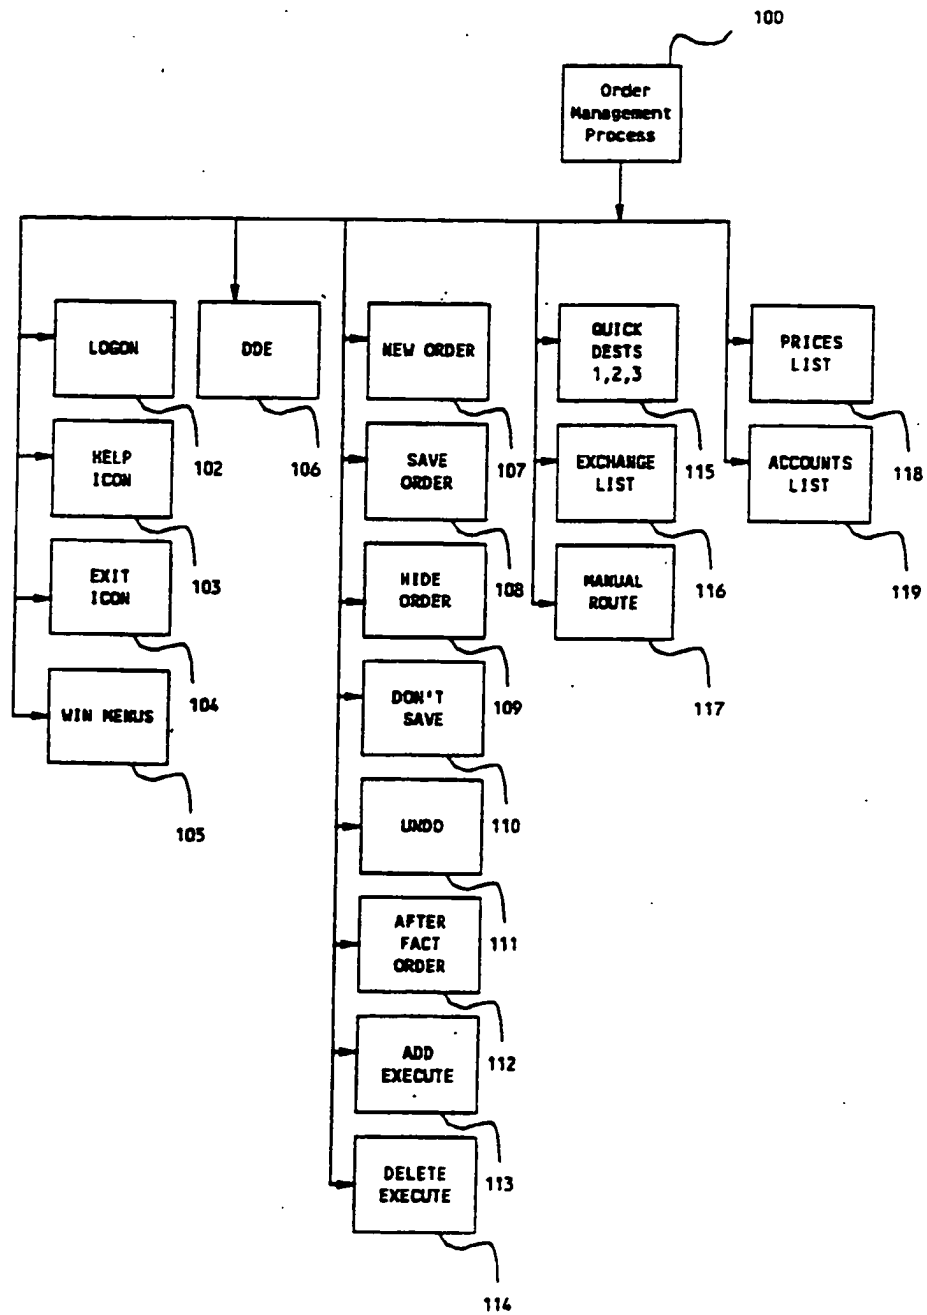 100
Order
Management
Process
LOGON
102
HELP
ICON
103
EXIT
ICON
104
WIN MENUS
105
DDE
106
NEW ORDER
107
SAVE
ORDER
108
HIDE
ORDER
109
DON'T
SAVE
110
UNDO
111
AFTER
FACT
ORDER
112
ADD
EXECUTE
113
DELETE
EXECUTE
114
QUICK
DESTS
1,2,3
115
EXCHANGE
LIST
116
MANUAL
ROUTE
117
PRICES
LIST
118
ACCOUNTS
LIST
119